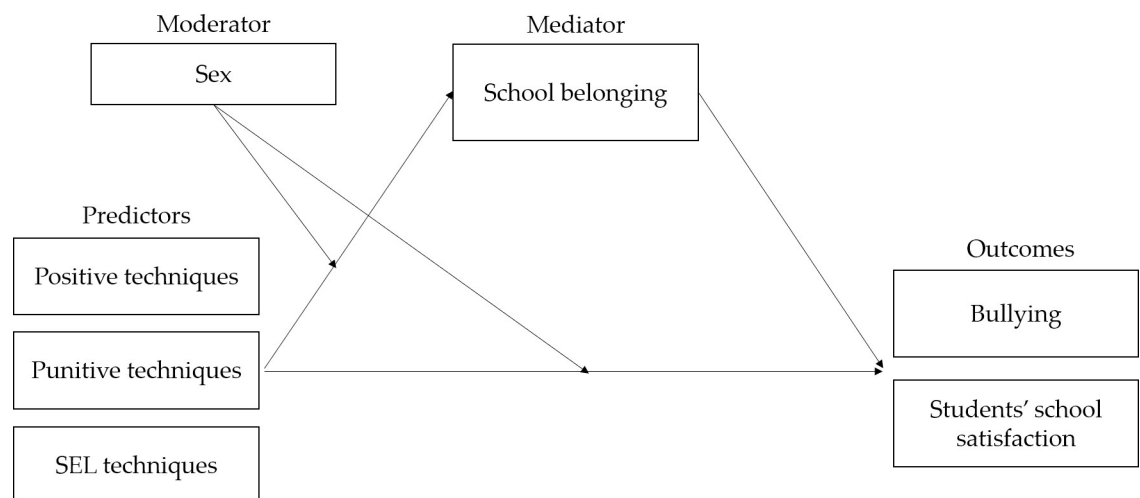 Moderator
Sex
Mediator
School belonging
Predictors
Positive techniques
Punitive techniques
SEL techniques
Outcomes
Bullying
Students’ school
satisfaction